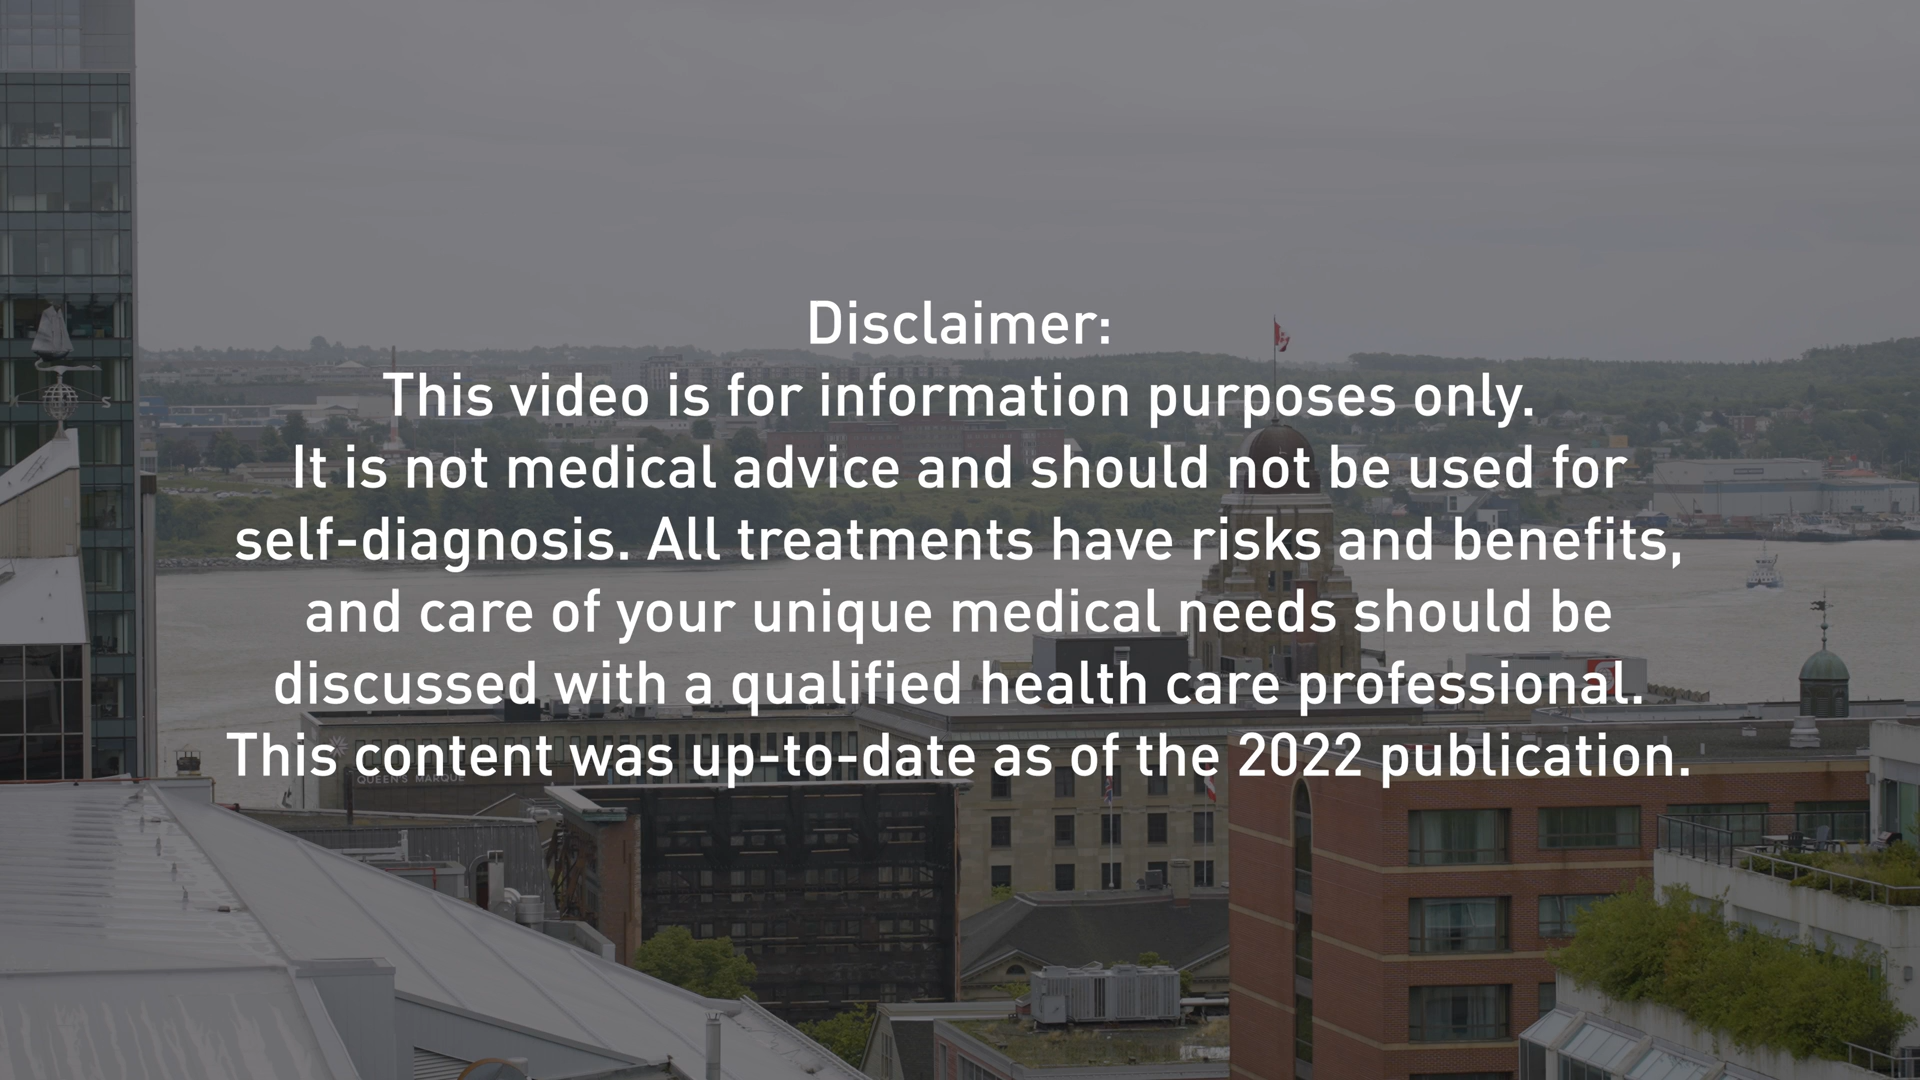 Disclaimer:
This video is for information purposes only.
It is not medical advice and should not be used for
self-diagnosis. All treatments have risks and benefits,
and care of your unique medical needs should be
discussed with a qualified health care professional.
This content was up-to-date as of the 2022 publication.
QUEEN'S MARQUE
S